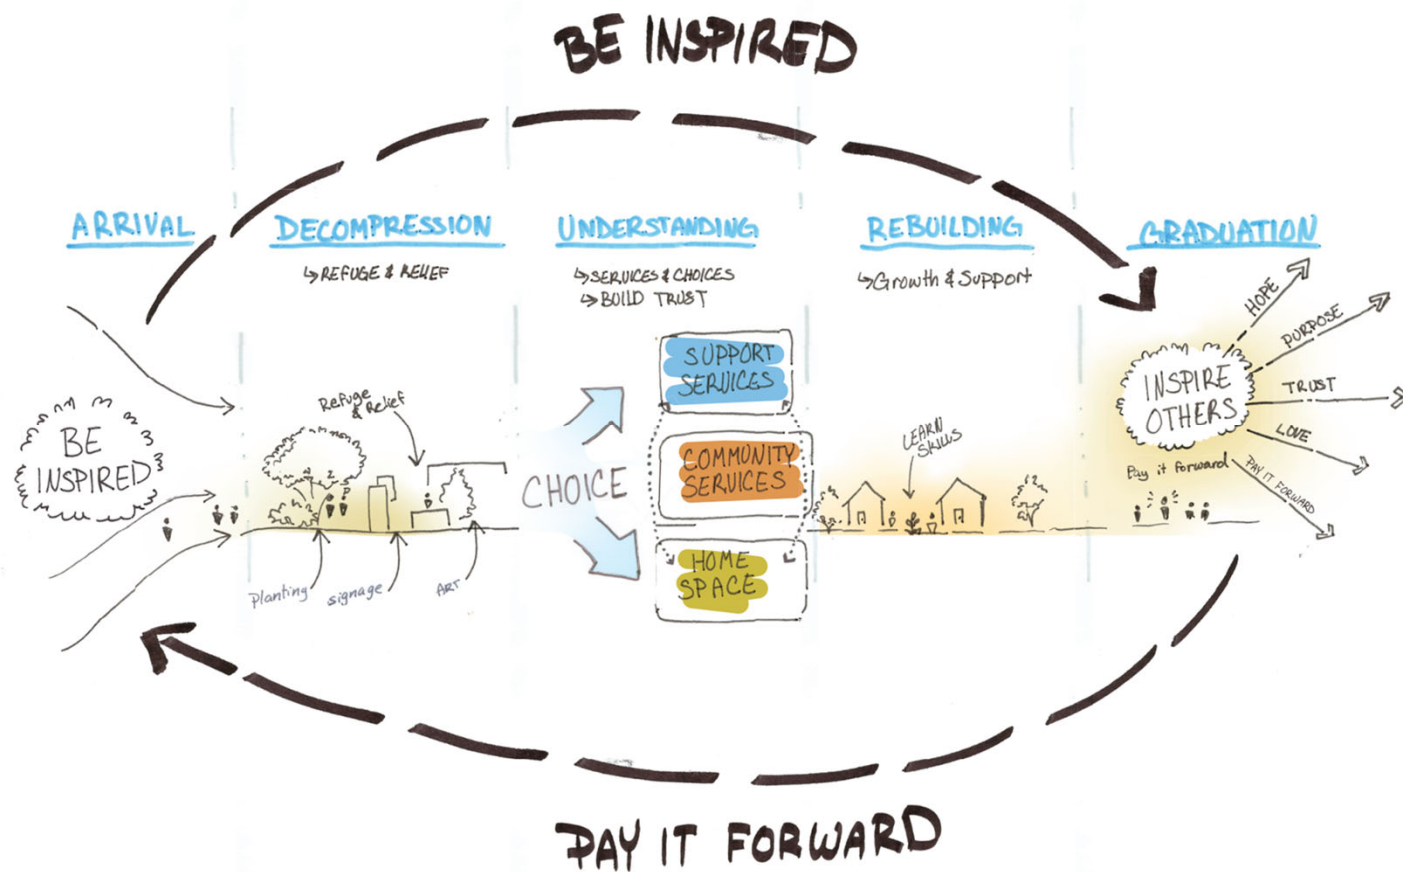 BE INSPIRED
ARRIVAL
DECOMPRESSION
↳ REFUGE & RELIEF
UNDERSTANDING
↳ SERVICES & CHOICES
↳ BUILD TRUST
REBUILDING
↳ Growth & Support
GRADUATION
BE
INSPIRED
Refuge
& Relief
planting
signage
ART
CHOICE
SUPPORT
SERVICES
COMMUNITY
SERVICES
HOME
SPACE
LEARN
SKILLS
INSPIRE
OTHERS
Pay it forward
HOPE
PURPOSE
TRUST
LOVE
PAY IT FORWARD
PAY IT FORWARD